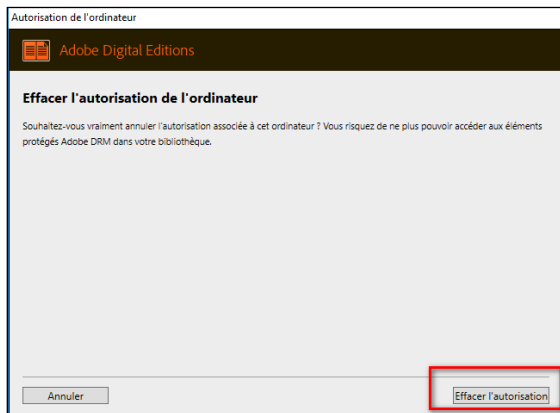 Autorisation de l'ordinateur
Adobe Digital Editions
Effacer l'autorisation de l'ordinateur
Souhaitez-vous vraiment annuler l'autorisation associée à cet ordinateur ? Vous risquez de ne plus pouvoir accéder aux éléments
protégés Adobe DRM dans votre bibliothèque.
Annuler
Effacer l'autorisation